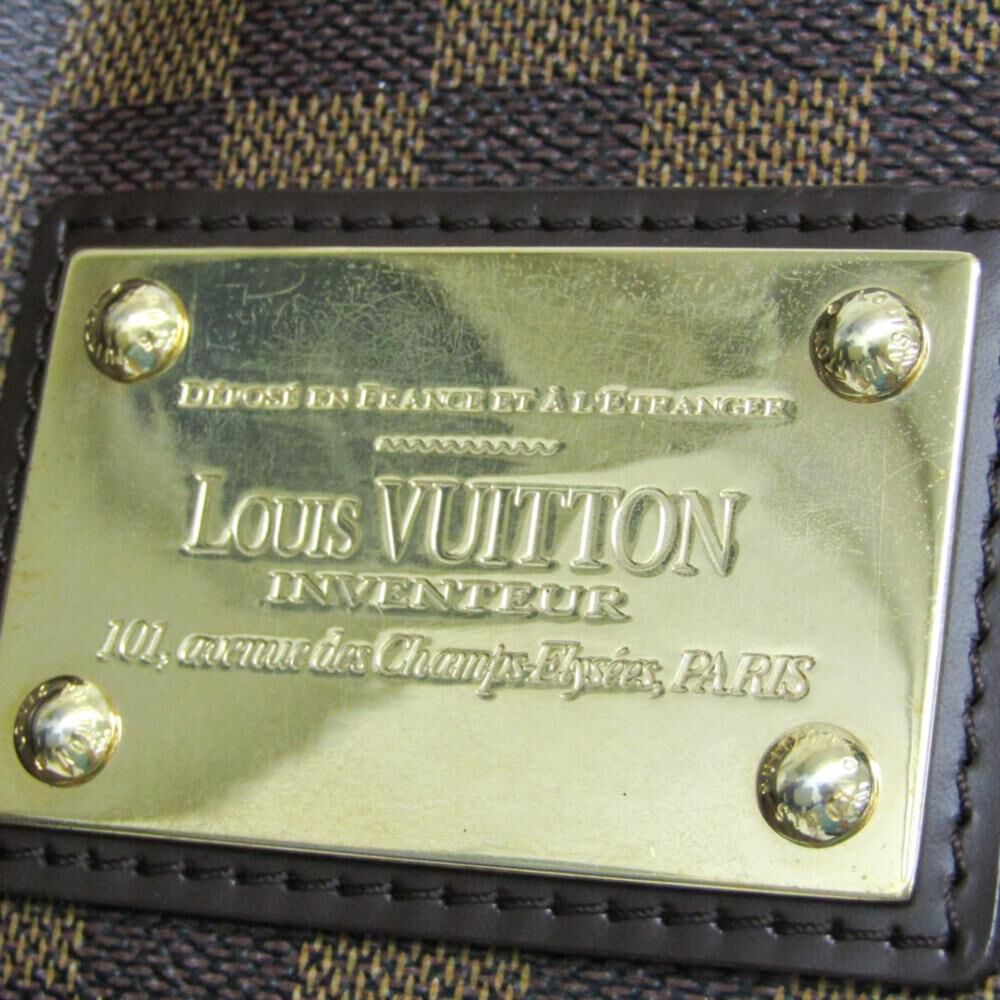 DÉPOSÉ EN FRANCE ET À L'ÉTRANGER
LOUIS VUITTON
INVENTEUR
101, avenue des Champs-Elysées, PARIS